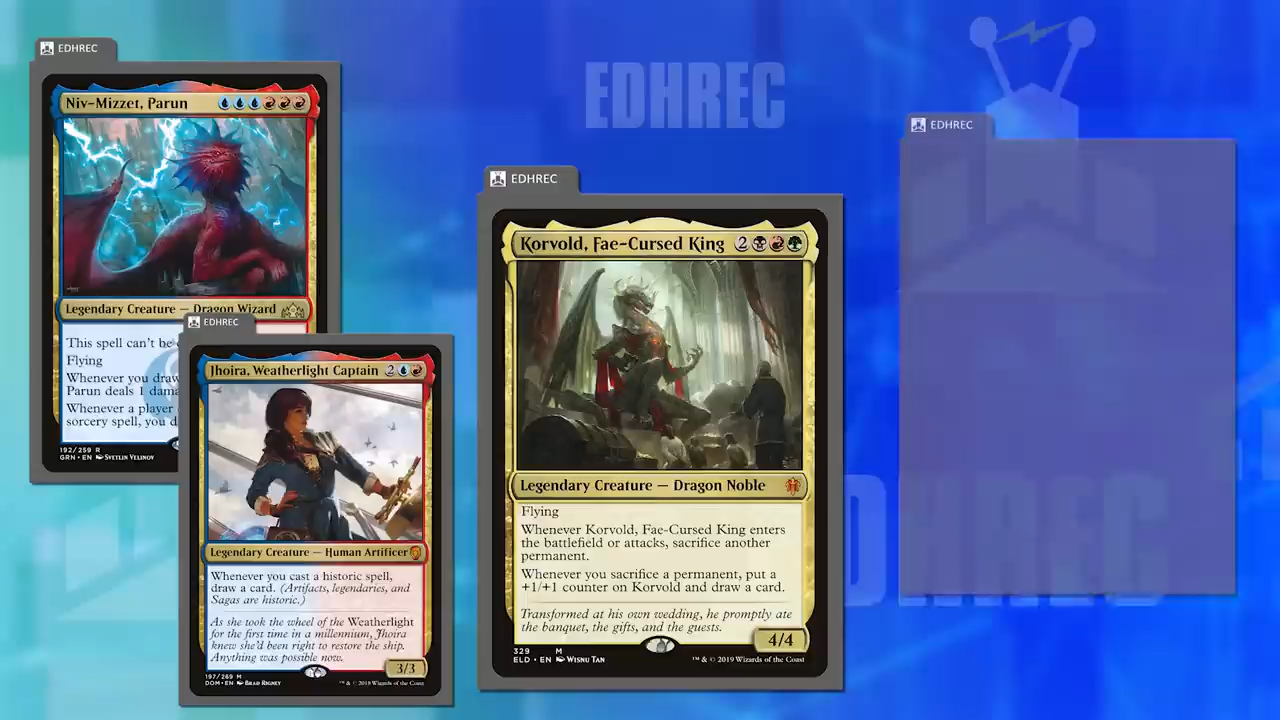 EDHREC
Niv-Mizzet, Parun
Legendary Creature — Dragon Wizard
This spell can't be
Flying
Whenever you draw
Parun deals 1 dama
Whenever a player
sorcery spell, you d
192/259 R
GRN • EN Svetlin Velinov
EDHREC
Jhoira, Weatherlight Captain 2
Legendary Creature — Human Artificer
Whenever you cast a historic spell,
draw a card. (Artifacts, legendaries, and
Sagas are historic.)
As she took the wheel of the Weatherlight
for the first time in a millennium, Jhoira
knew she'd been right to restore the ship.
Anything was possible now.
3/3
197/269 M
DOM • EN Brad Rigney
™ & © 2018 Wizards of the Coast
EDHREC
EDHREC
Korvold, Fae-Cursed King 2
Legendary Creature — Dragon Noble
Flying
Whenever Korvold, Fae-Cursed King enters
the battlefield or attacks, sacrifice another
permanent.
Whenever you sacrifice a permanent, put a
+1/+1 counter on Korvold and draw a card.
Transformed at his own wedding, he promptly ate
the banquet, the gifts, and the guests.
4/4
329 M
ELD • EN Wisnu Tan
™ & © 2019 Wizards of the Coast
EDHREC
EDHREC